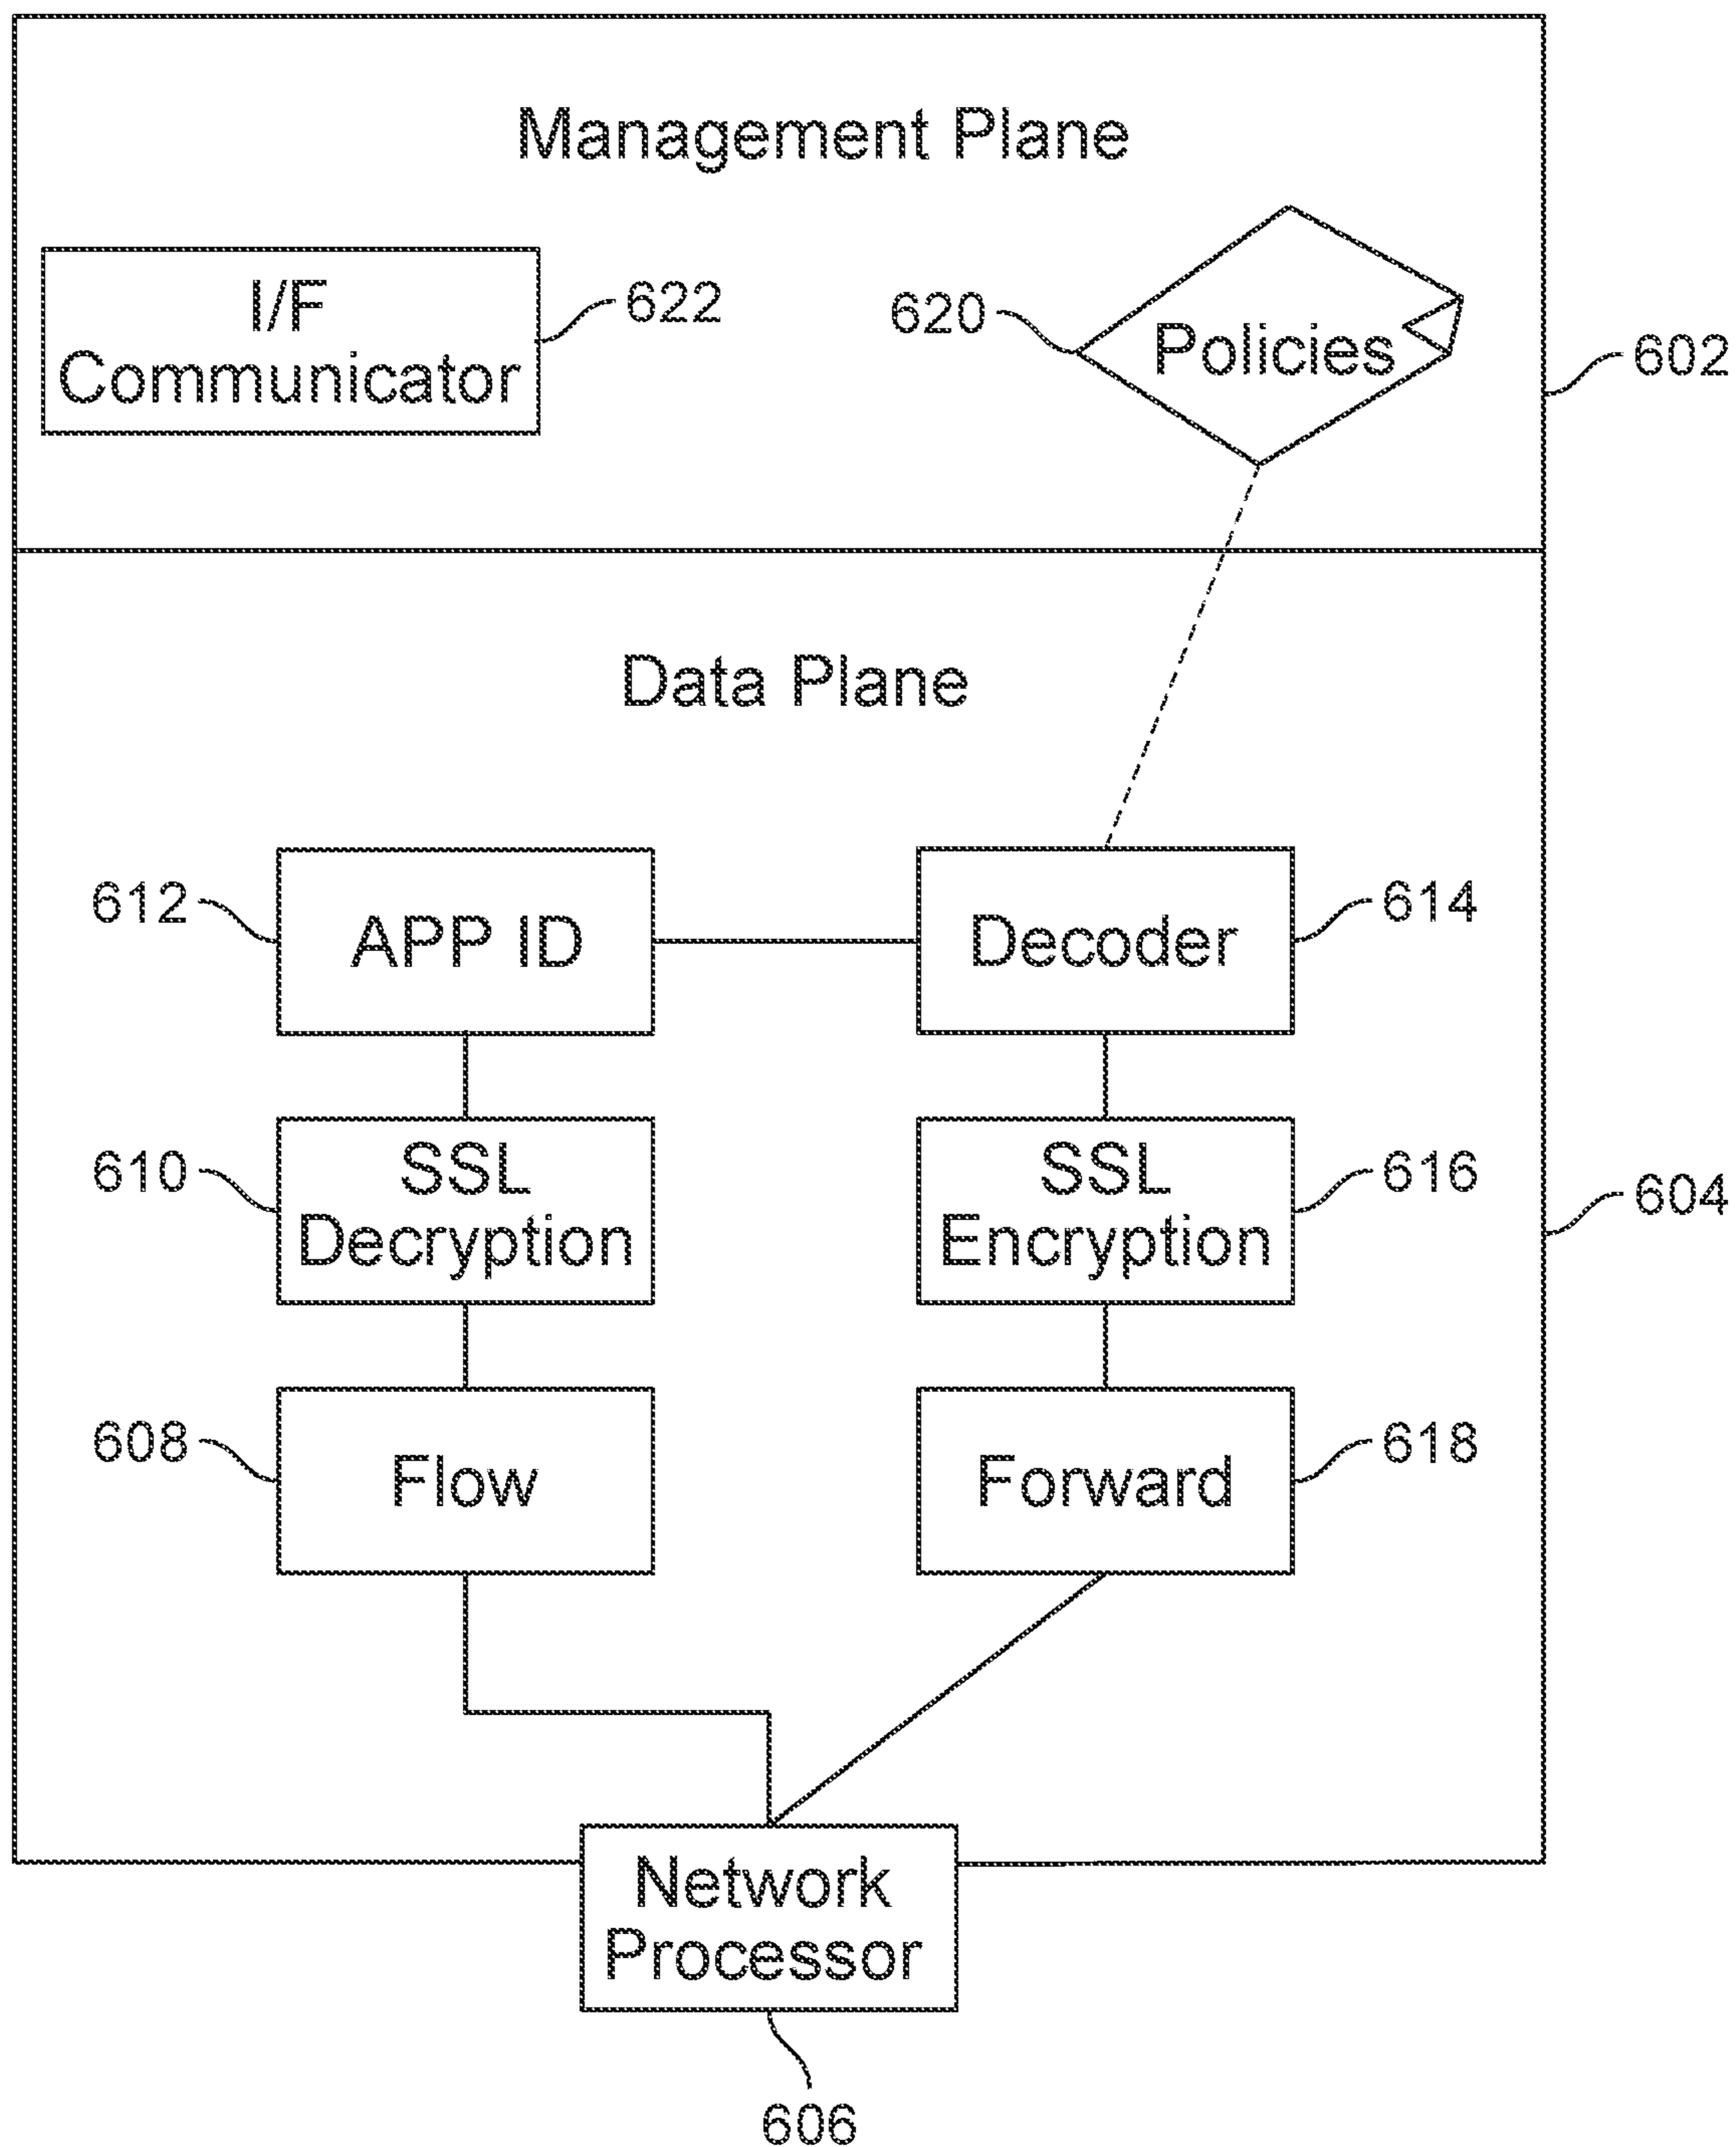 Management Plane
I/F
Communicator
622
620
Policies
602
Data Plane
612
APP ID
Decoder
614
610
SSL
Decryption
SSL
Encryption
616
604
608
Flow
Forward
618
Network
Processor
606